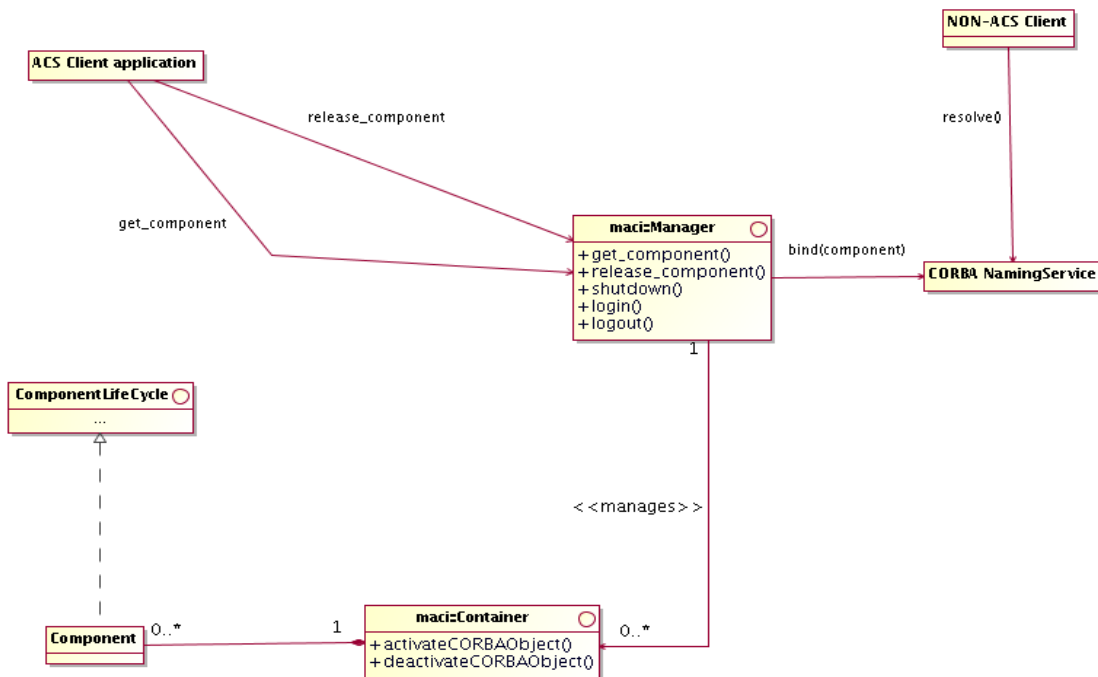 NON-ACS Client
ACS Client application
release_component
resolve()
get_component
maci::Manager
+get_component()
+release_component()
+shutdown()
+login()
+logout()
bind(component)
CORBA NamingService
1
ComponentLifeCycle
...
<<manages>>
maci::Container
+activateCORBAObject()
+deactivateCORBAObject()
Component
0..*
1
0..*